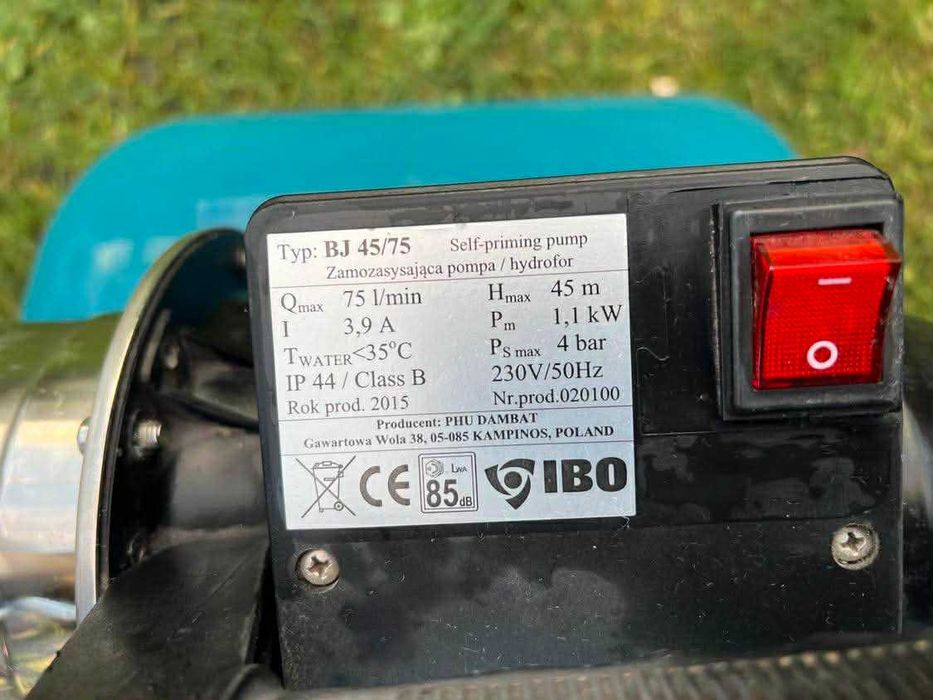 Typ: BJ 45/75 Self-priming pump
Zamozasysająca pompa / hydrofor
Qmax 75 l/min Hmax 45 m
I 3,9 A Pm 1,1 kW
TWATER<35°C PS max 4 bar
IP 44 / Class B 230V/50Hz
Rok prod. 2015 Nr.prod.020100
Producent: PHU DAMBAT
Gawartowa Wola 38, 05-085 KAMPINOS, POLAND
CE LWA 85dB IBO